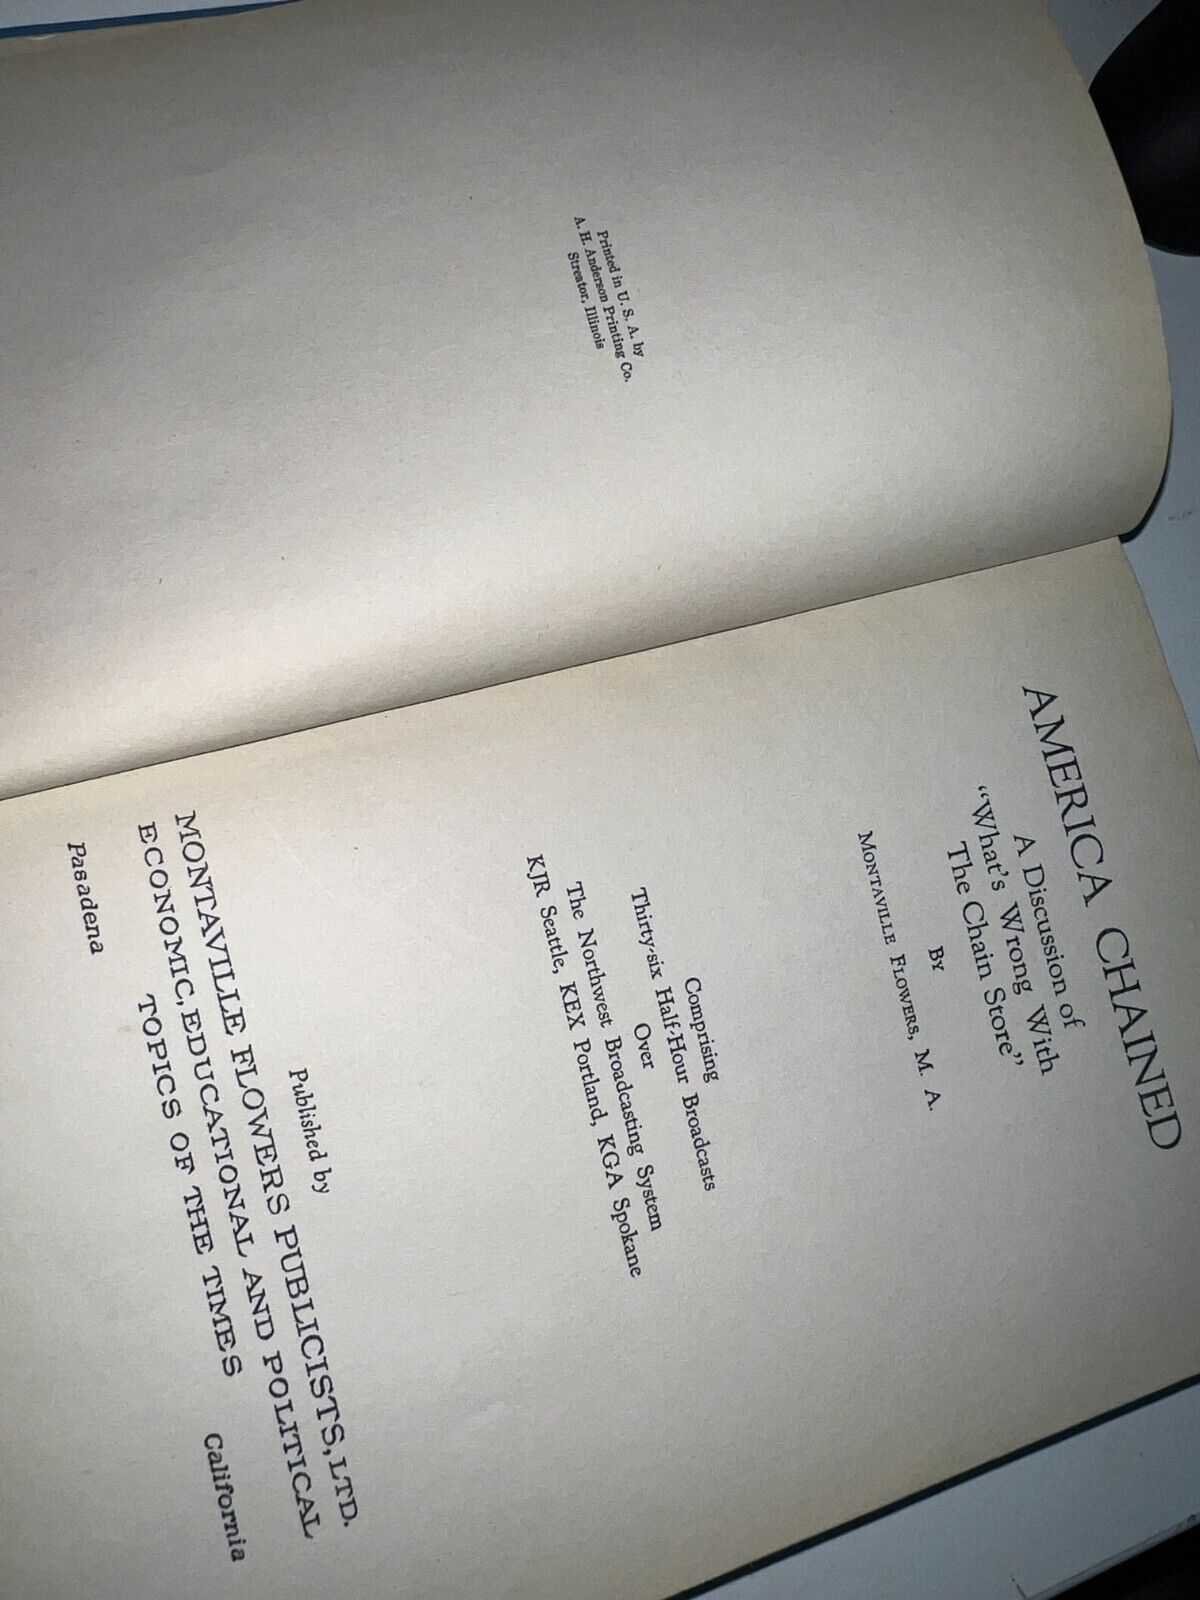 Printed in U. S. A. by
A. H. Anderson Printing Co.
Streator, Illinois
AMERICA CHAINED
A Discussion of
"What's Wrong With
The Chain Store"
By
Montaville Flowers, M. A.
Comprising
Thirty-six Half-Hour Broadcasts
Over
The Northwest Broadcasting System
KJR Seattle, KEX Portland, KGA Spokane
Published by
MONTAVILLE FLOWERS PUBLICISTS, LTD.
ECONOMIC, EDUCATIONAL AND POLITICAL
TOPICS OF THE TIMES
Pasadena California